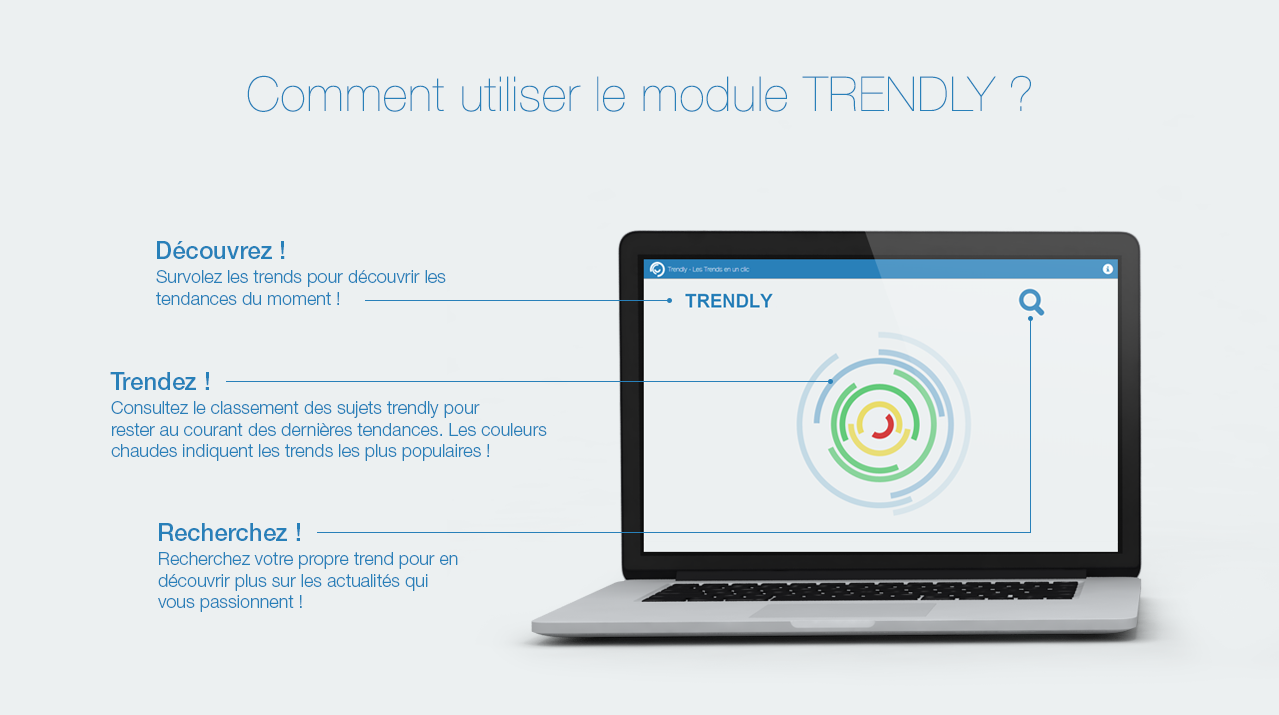 Comment utiliser le module TRENDLY ?
Découvrez !
Survolez les trends pour découvrir les
tendances du moment !
Trendly - Les Trends en un clic
TRENDLY
Trendez !
Consultez le classement des sujets trendly pour
rester au courant des dernières tendances. Les couleurs
chaudes indiquent les trends les plus populaires !
Recherchez !
Recherchez votre propre trend pour en
découvrir plus sur les actualités qui
vous passionnent !